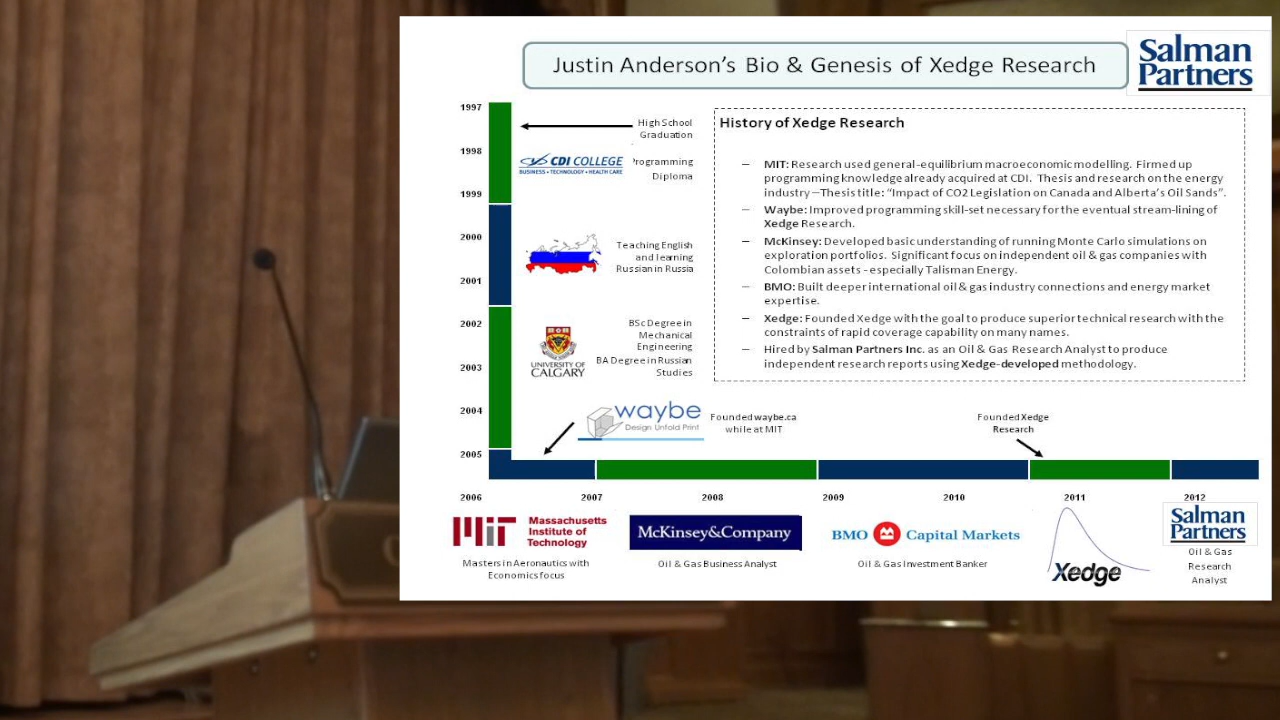 Justin Anderson's Bio & Genesis of Xedge Research
Salman
Partners
1997
1998
1999
2000
2001
2002
2003
2004
2005
High School
Graduation
CDI COLLEGE
BUSINESS • TECHNOLOGY • HEALTH CARE
Programming
Diploma
Teaching English
and learning
Russian in Russia
UNIVERSITY OF
CALGARY
BSc Degree in
Mechanical
Engineering
BA Degree in Russian
Studies
History of Xedge Research
– MIT: Research used general-equilibrium macroeconomic modelling. Firmed up
programming knowledge already acquired at CDI. Thesis and research on the energy
industry – Thesis title: "Impact of CO2 Legislation on Canada and Alberta's Oil Sands".
– Waybe: Improved programming skill-set necessary for the eventual stream-lining of
Xedge Research.
– McKinsey: Developed basic understanding of running Monte Carlo simulations on
exploration portfolios. Significant focus on independent oil & gas companies with
Colombian assets - especially Talisman Energy.
– BMO: Built deeper international oil & gas industry connections and energy market
expertise.
– Xedge: Founded Xedge with the goal to produce superior technical research with the
constraints of rapid coverage capability on many names.
– Hired by Salman Partners Inc. as an Oil & Gas Research Analyst to produce
independent research reports using Xedge-developed methodology.
waybe
Design Unfold Print
Founded waybe.ca
while at MIT
Founded Xedge
Research
2006 2007 2008 2009 2010 2011 2012
MIT
Massachusetts
Institute of
Technology
Masters in Aeronautics with
Economics focus
McKinsey&Company
Oil & Gas Business Analyst
BMO Capital Markets
Oil & Gas Investment Banker
Xedge
Salman
Partners
Oil & Gas
Research
Analyst